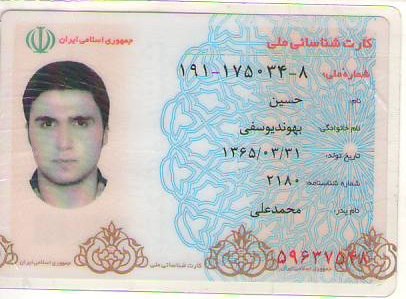 کارت شناسائی ملی
جمهوری اسلامی ایران
شماره ملی: ۱۹۱-۱۷۵۰۳۴-۸
نام: حسین
نام خانوادگی: بهوندیوسفی
تاریخ تولد: ۱۳۶۵/۰۳/۳۱
شماره شناسنامه: ۲۱۸۰
نام پدر: محمدعلی
جمهوری اسلامی ایران
کارت شناسائی ملی